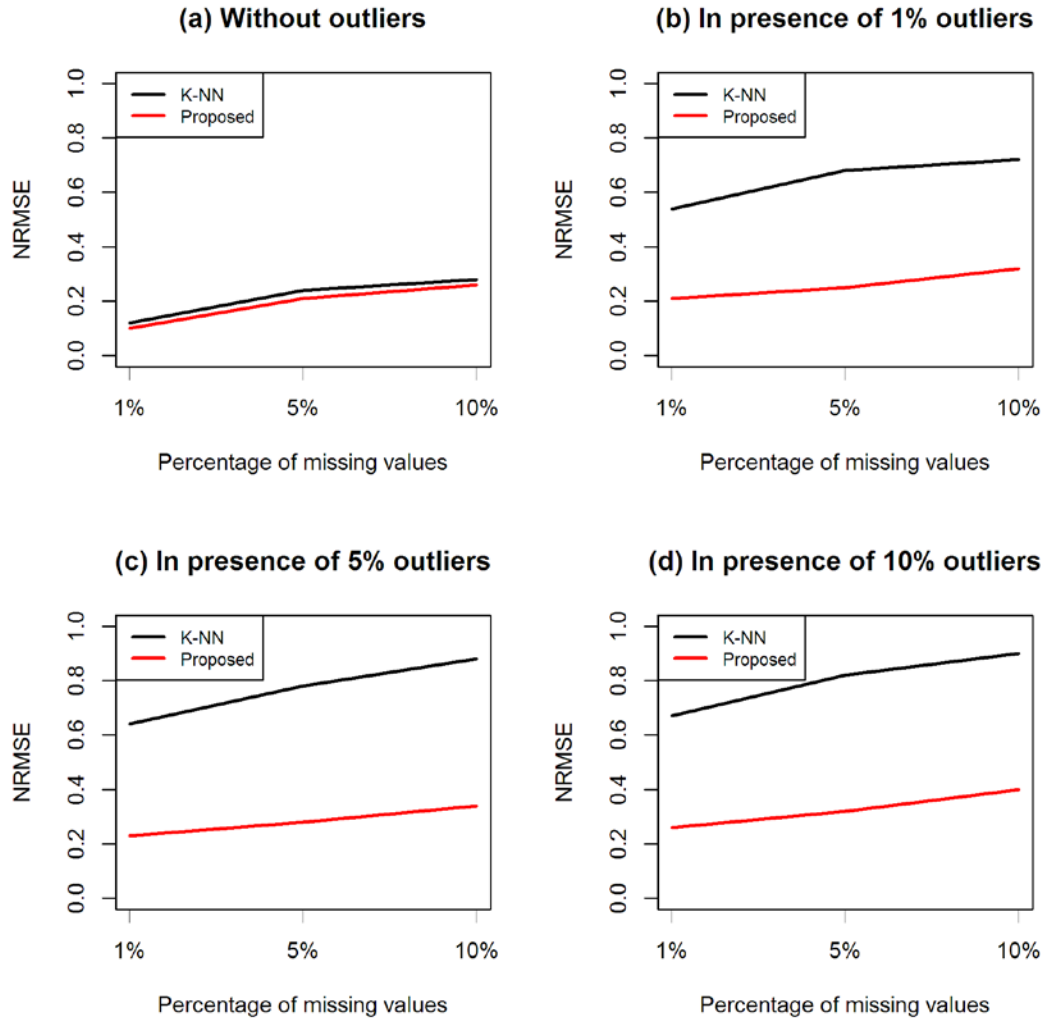 (a) Without outliers
K-NN
Proposed
NRMSE
0.0 0.2 0.4 0.6 0.8 1.0
1% 5% 10%
Percentage of missing values
(b) In presence of 1% outliers
K-NN
Proposed
NRMSE
0.0 0.2 0.4 0.6 0.8 1.0
1% 5% 10%
Percentage of missing values
(c) In presence of 5% outliers
K-NN
Proposed
NRMSE
0.0 0.2 0.4 0.6 0.8 1.0
1% 5% 10%
Percentage of missing values
(d) In presence of 10% outliers
K-NN
Proposed
NRMSE
0.0 0.2 0.4 0.6 0.8 1.0
1% 5% 10%
Percentage of missing values